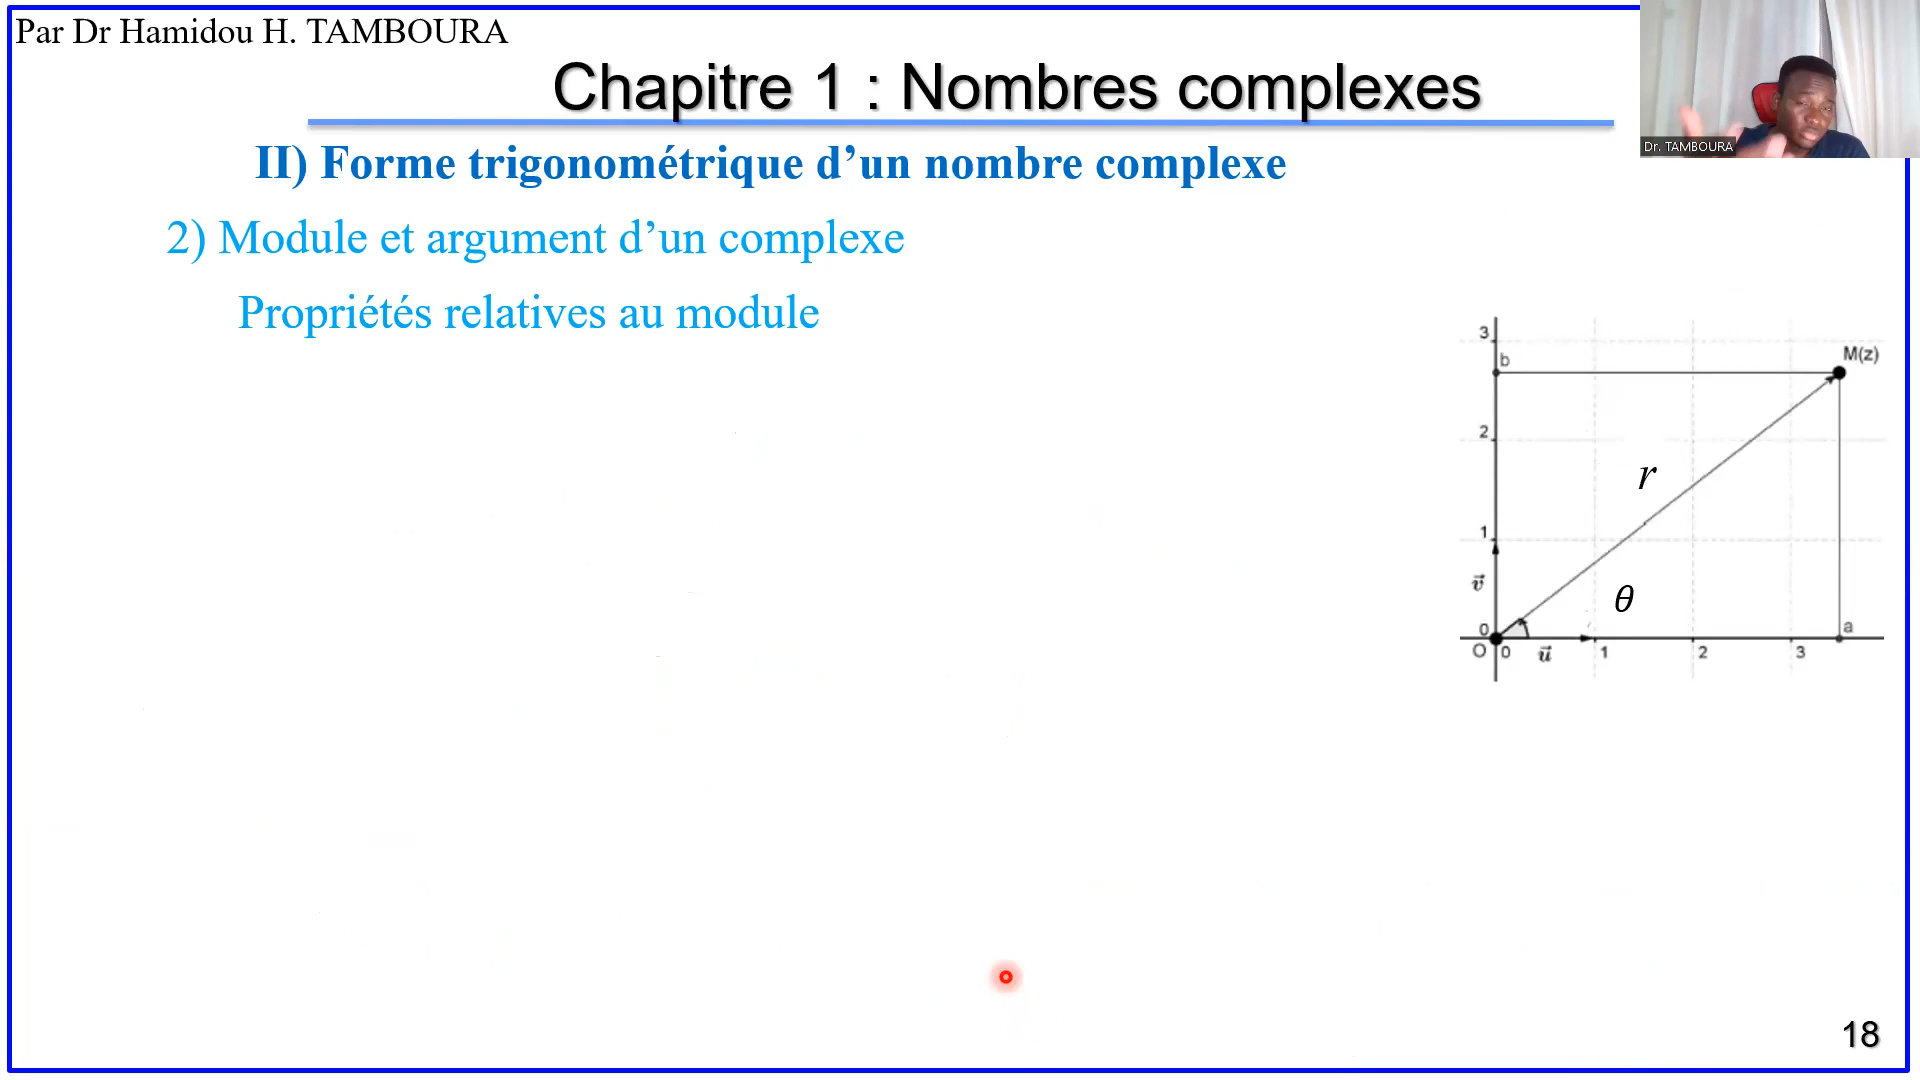 Par Dr Hamidou H. TAMBOURA
Chapitre 1 : Nombres complexes
Dr. TAMBOURA
II) Forme trigonométrique d’un nombre complexe
2) Module et argument d’un complexe
Propriétés relatives au module
3
b
M(z)
2
r
1
v⃗
θ
0
a
O
0
u⃗
1
2
3
18